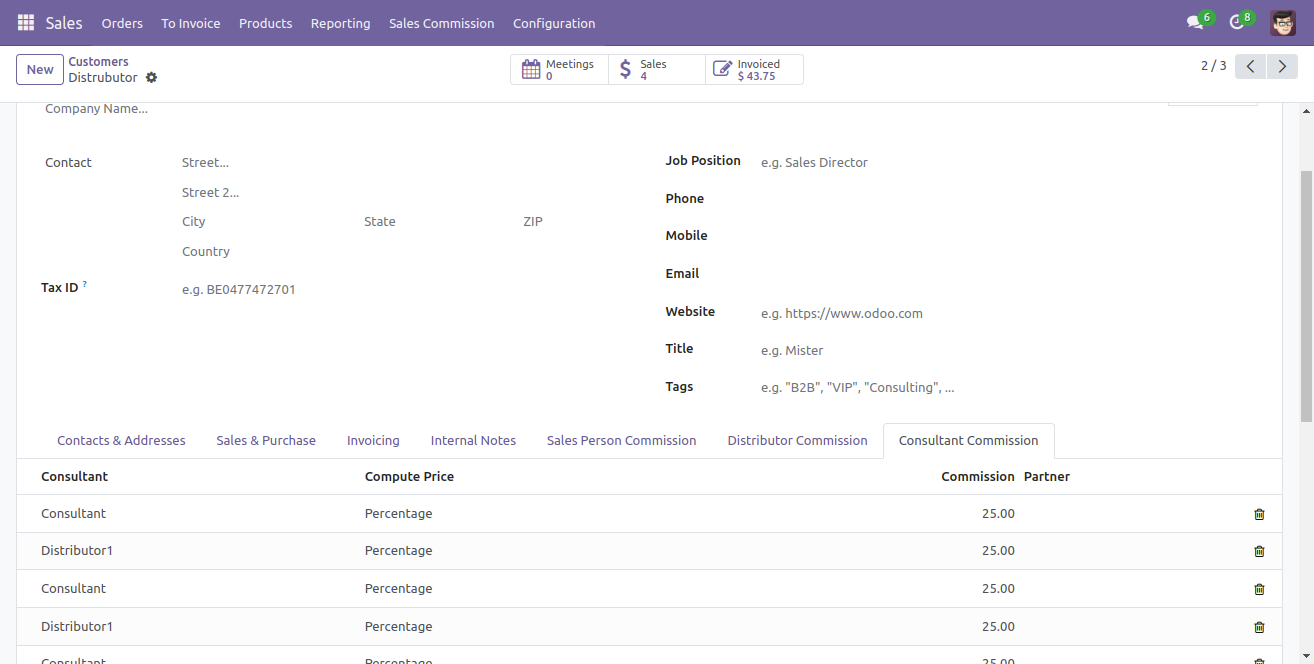 Sales Orders To Invoice Products Reporting Sales Commission Configuration 6 8
New Customers
Distrubutor
Meetings
0
Sales
4
Invoiced
$ 43.75
2 / 3
Company Name...
Contact Street...
Street 2...
City State ZIP
Country
Tax ID ? e.g. BE0477472701
Job Position e.g. Sales Director
Phone
Mobile
Email
Website e.g. https://www.odoo.com
Title e.g. Mister
Tags e.g. "B2B", "VIP", "Consulting", ...
Contacts & Addresses Sales & Purchase Invoicing Internal Notes Sales Person Commission Distributor Commission Consultant Commission
Consultant Compute Price Commission Partner
Consultant Percentage 25.00
Distributor1 Percentage 25.00
Consultant Percentage 25.00
Distributor1 Percentage 25.00
Consultant Percentage 25.00